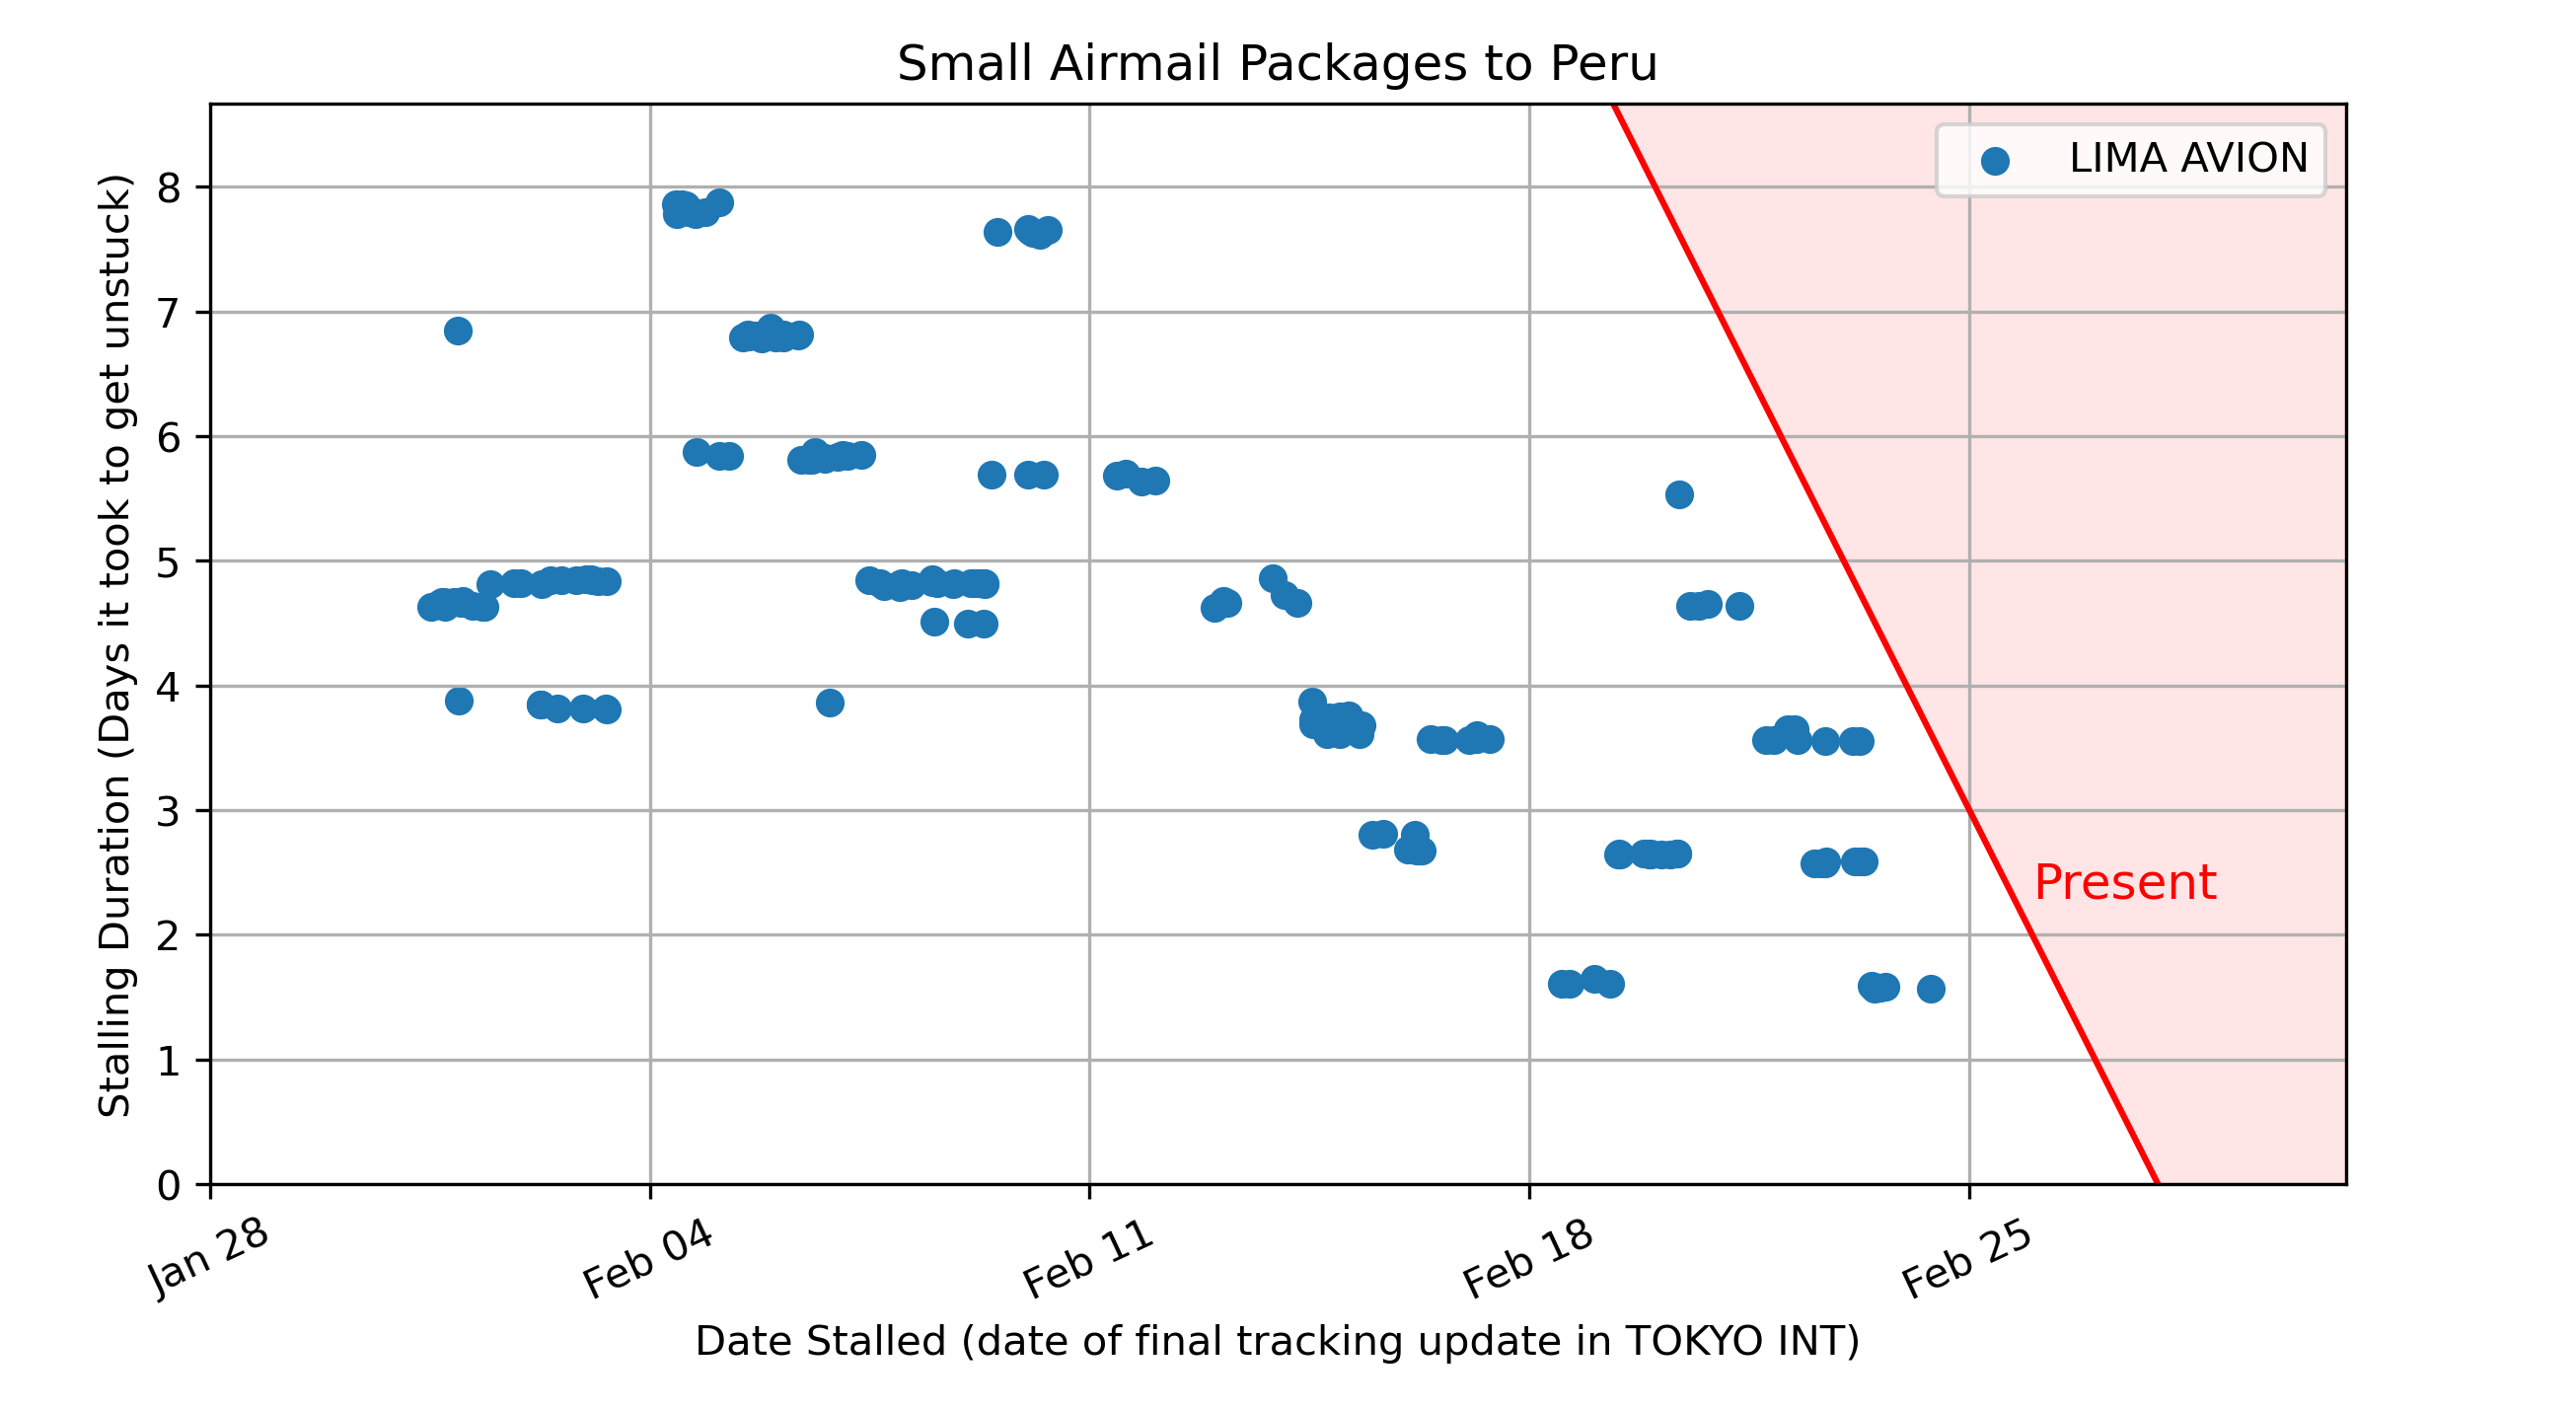 Small Airmail Packages to Peru
LIMA AVION
Stalling Duration (Days it took to get unstuck)
8
7
6
5
4
3
2
1
0
Present
Jan 28
Feb 04
Feb 11
Feb 18
Feb 25
Date Stalled (date of final tracking update in TOKYO INT)